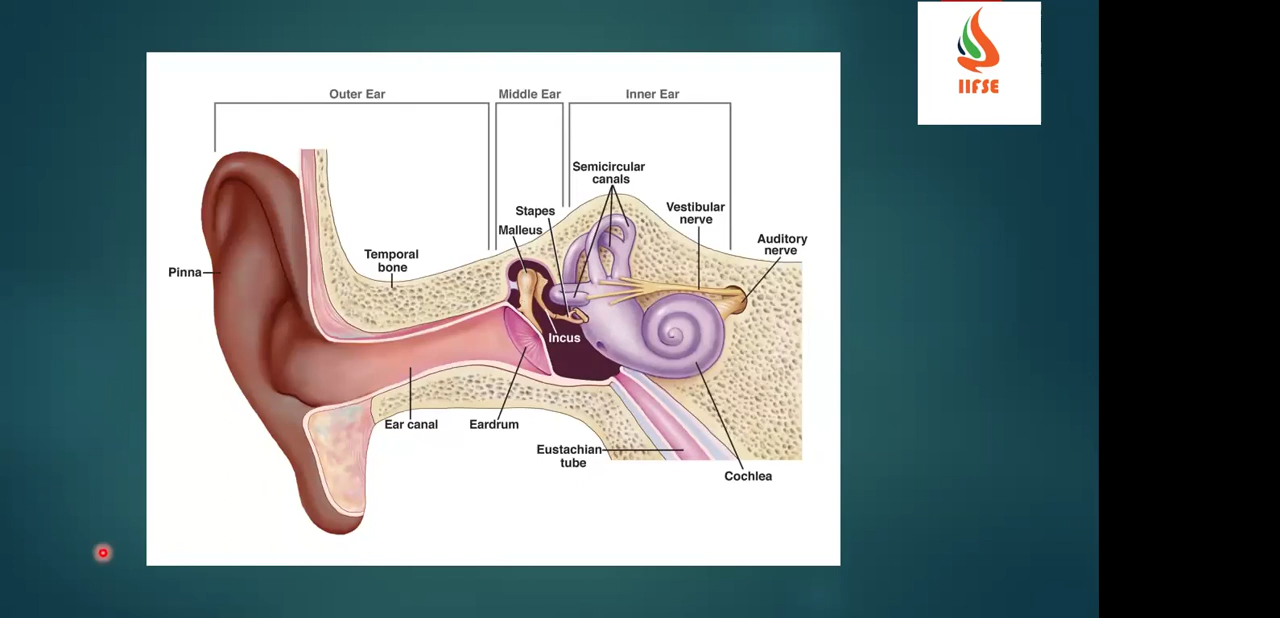 IIFSE
Outer Ear
Middle Ear
Inner Ear
Semicircular
canals
Vestibular
nerve
Stapes
Malleus
Auditory
nerve
Temporal
bone
Pinna
Incus
Ear canal
Eardrum
Eustachian
tube
Cochlea